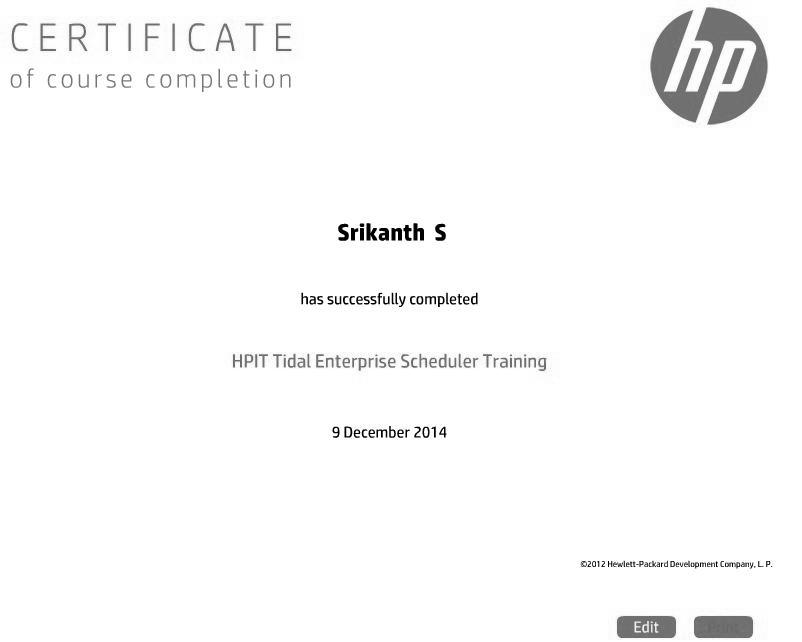 CERTIFICATE
of course completion
hp
Srikanth S
has successfully completed
HPIT Tidal Enterprise Scheduler Training
9 December 2014
©2012 Hewlett-Packard Development Company, L. P.
Edit
Print